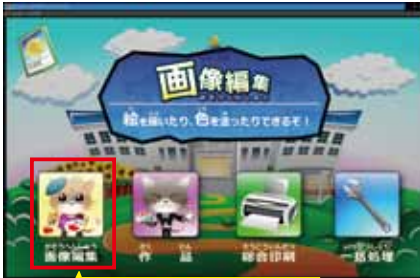 画像編集
絵を描いたり、色を塗ったりできるぞ！
画像編集
作品
総合印刷
一括処理